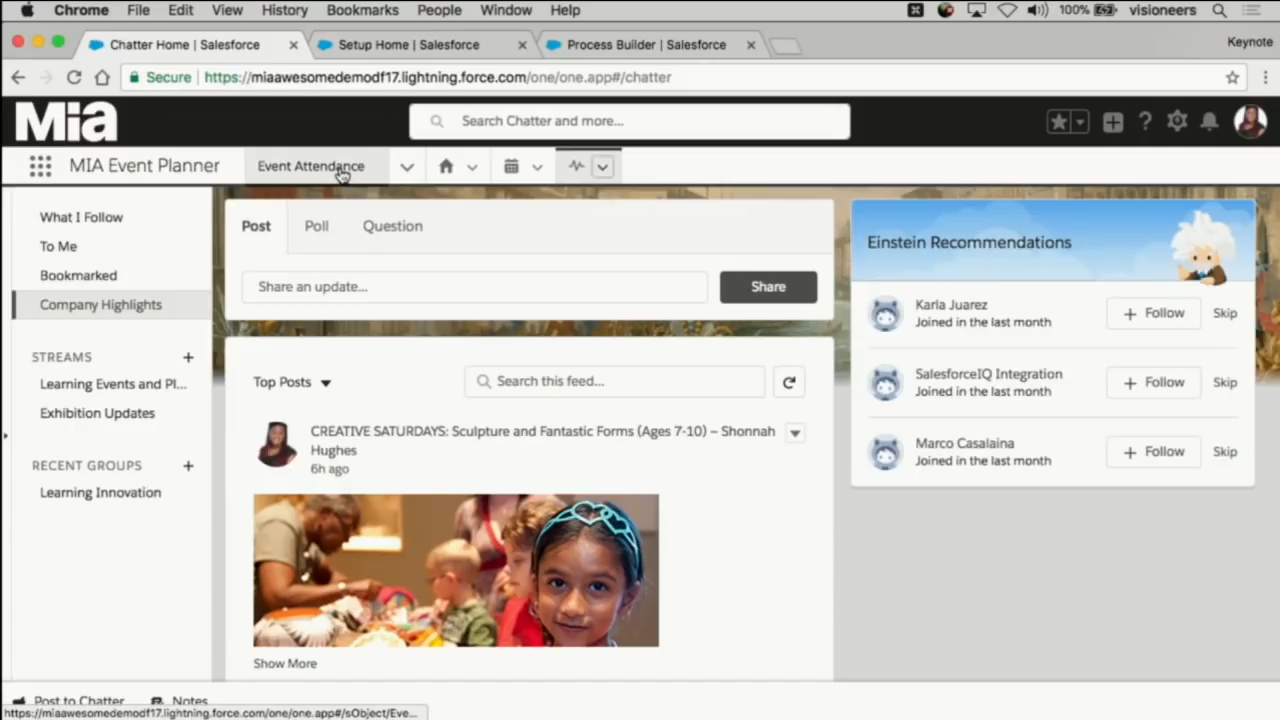 Chrome File Edit View History Bookmarks People Window Help 100% visioneers
Chatter Home | Salesforce Setup Home | Salesforce Process Builder | Salesforce Keynote
Secure https://miaawesomedemodf17.lightning.force.com/one/one.app#/chatter
Mia Search Chatter and more...
MIA Event Planner Event Attendance
What I Follow
To Me
Bookmarked
Company Highlights
STREAMS
Learning Events and Pl...
Exhibition Updates
RECENT GROUPS
Learning Innovation
Post Poll Question
Share an update... Share
Top Posts Search this feed...
CREATIVE SATURDAYS: Sculpture and Fantastic Forms (Ages 7-10) – Shonnah
Hughes
6h ago
Show More
Einstein Recommendations
Karla Juarez
Joined in the last month
Follow Skip
SalesforceIQ Integration
Joined in the last month
Follow Skip
Marco Casalaina
Joined in the last month
Follow Skip
Post to Chatter Notes
https://miaawesomedemodf17.lightning.force.com/one/one.app#/sObject/Eve...